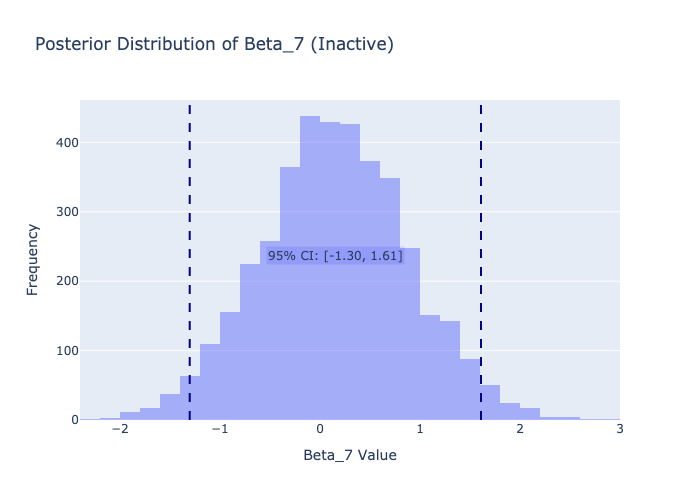 Posterior Distribution of Beta_7 (Inactive)
400
300
200
100
0
Frequency
95% CI: [-1.30, 1.61]
−2
−1
0
1
2
3
Beta_7 Value